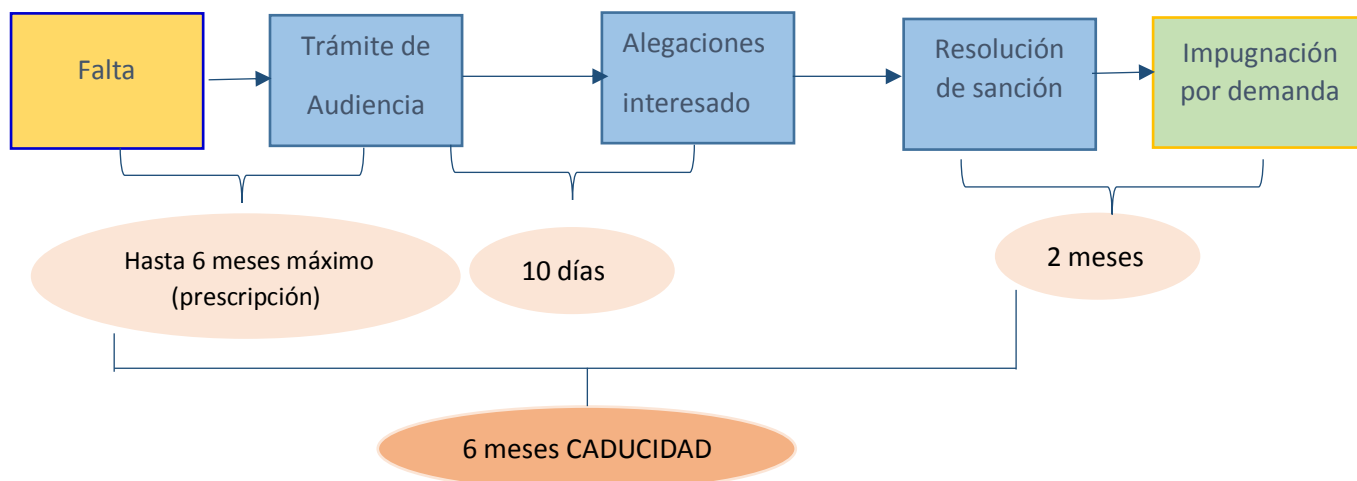 Falta
Trámite de
Audiencia
Alegaciones
interesado
Resolución
de sanción
Impugnación
por demanda
Hasta 6 meses máximo
(prescripción)
10 días
2 meses
6 meses CADUCIDAD